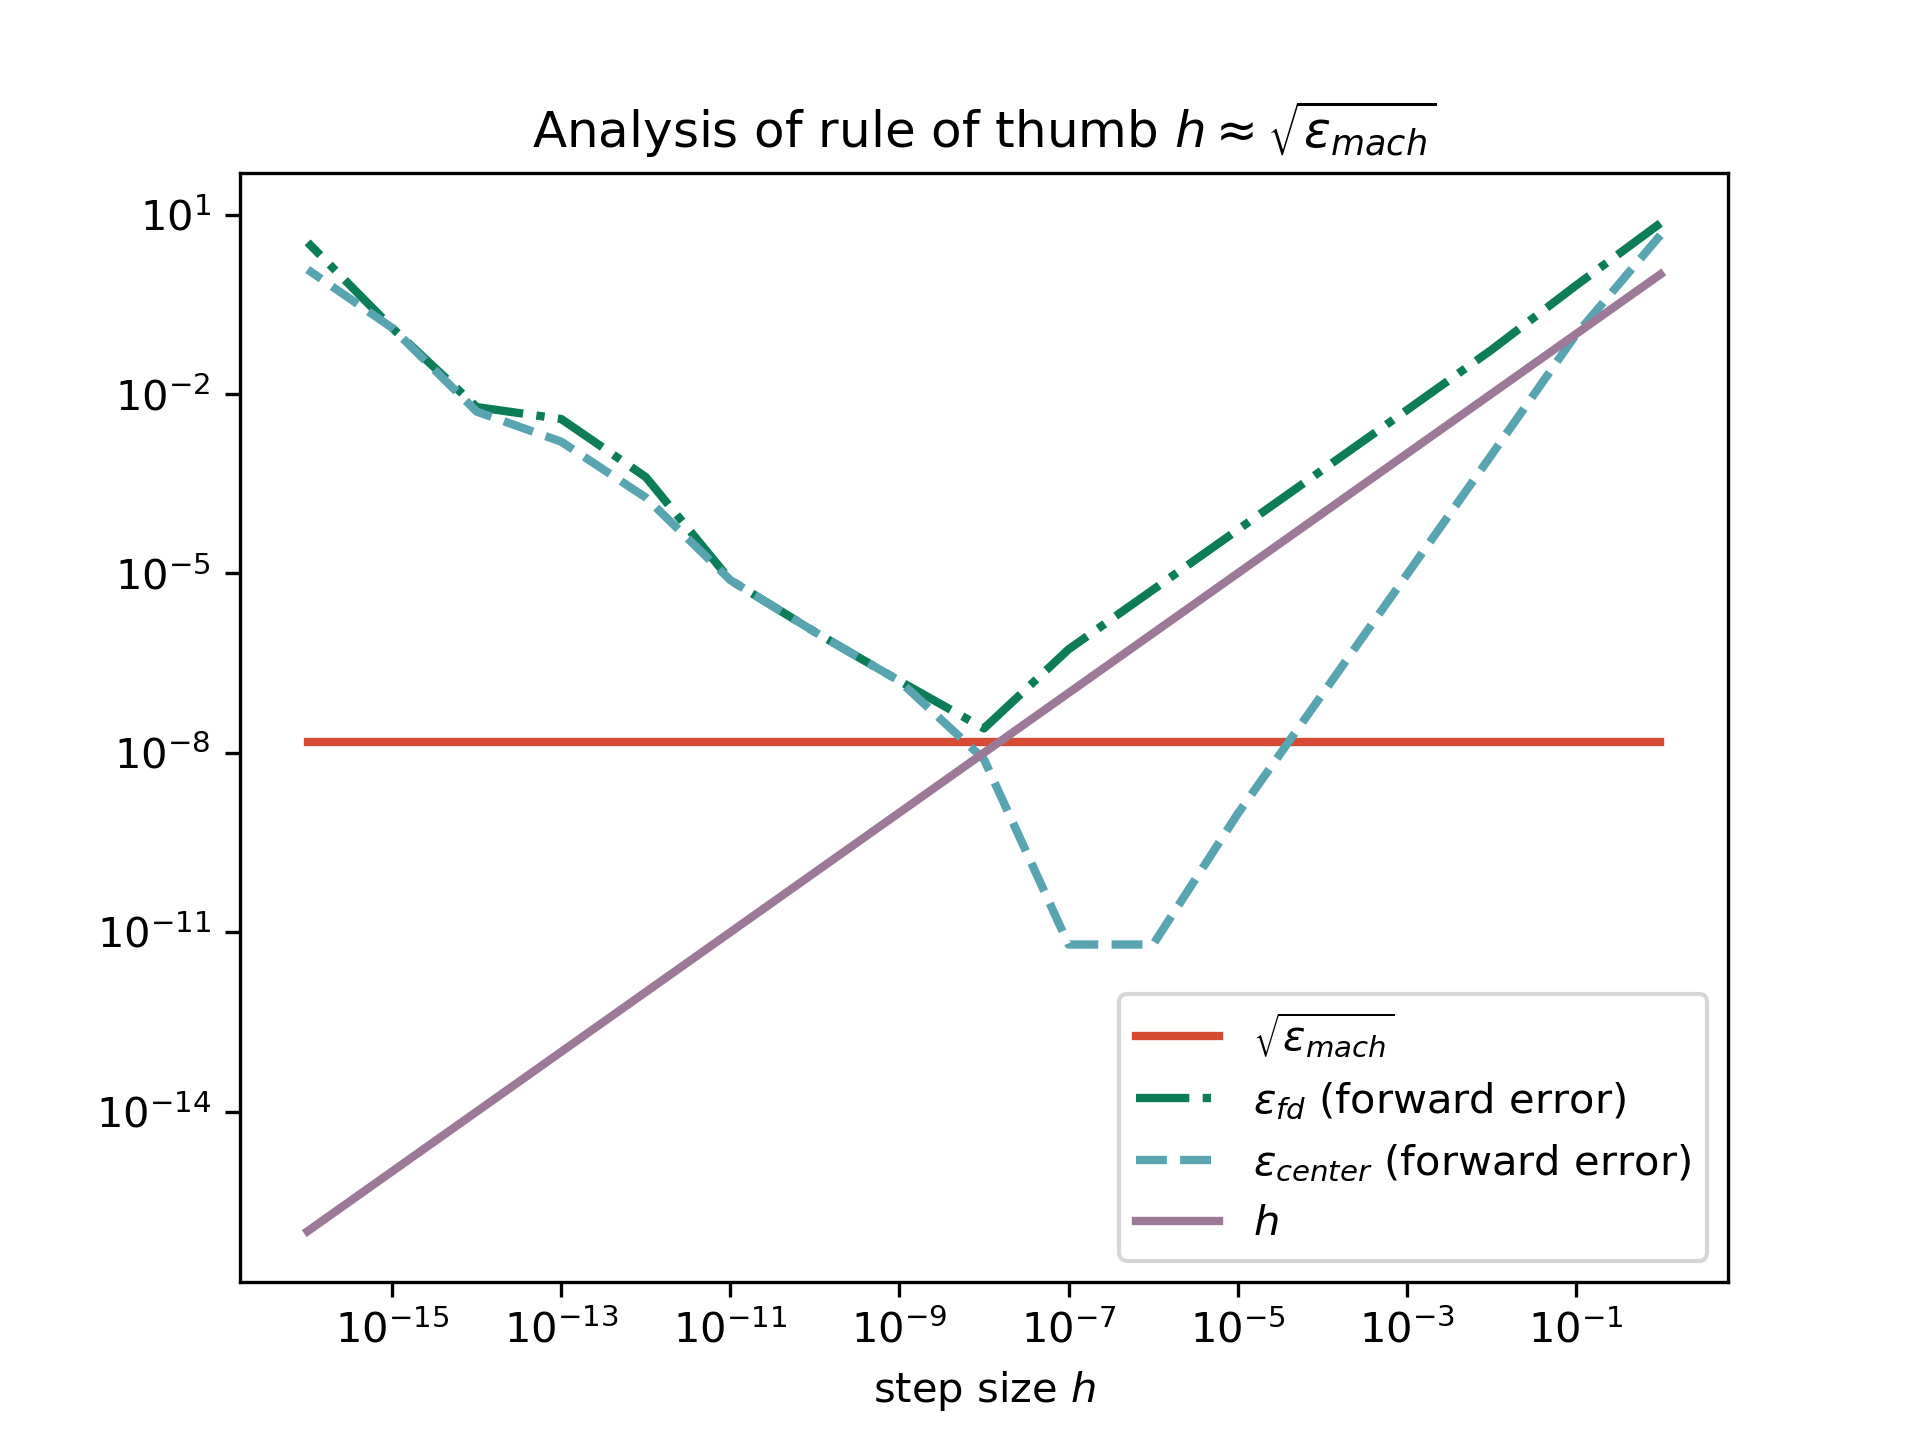 Analysis of rule of thumb h ≈ √ε_mach
10^1
10^−2
10^−5
10^−8
10^−11
10^−14
√ε_mach
ε_fd (forward error)
ε_center (forward error)
h
10^−15 10^−13 10^−11 10^−9 10^−7 10^−5 10^−3 10^−1
step size h